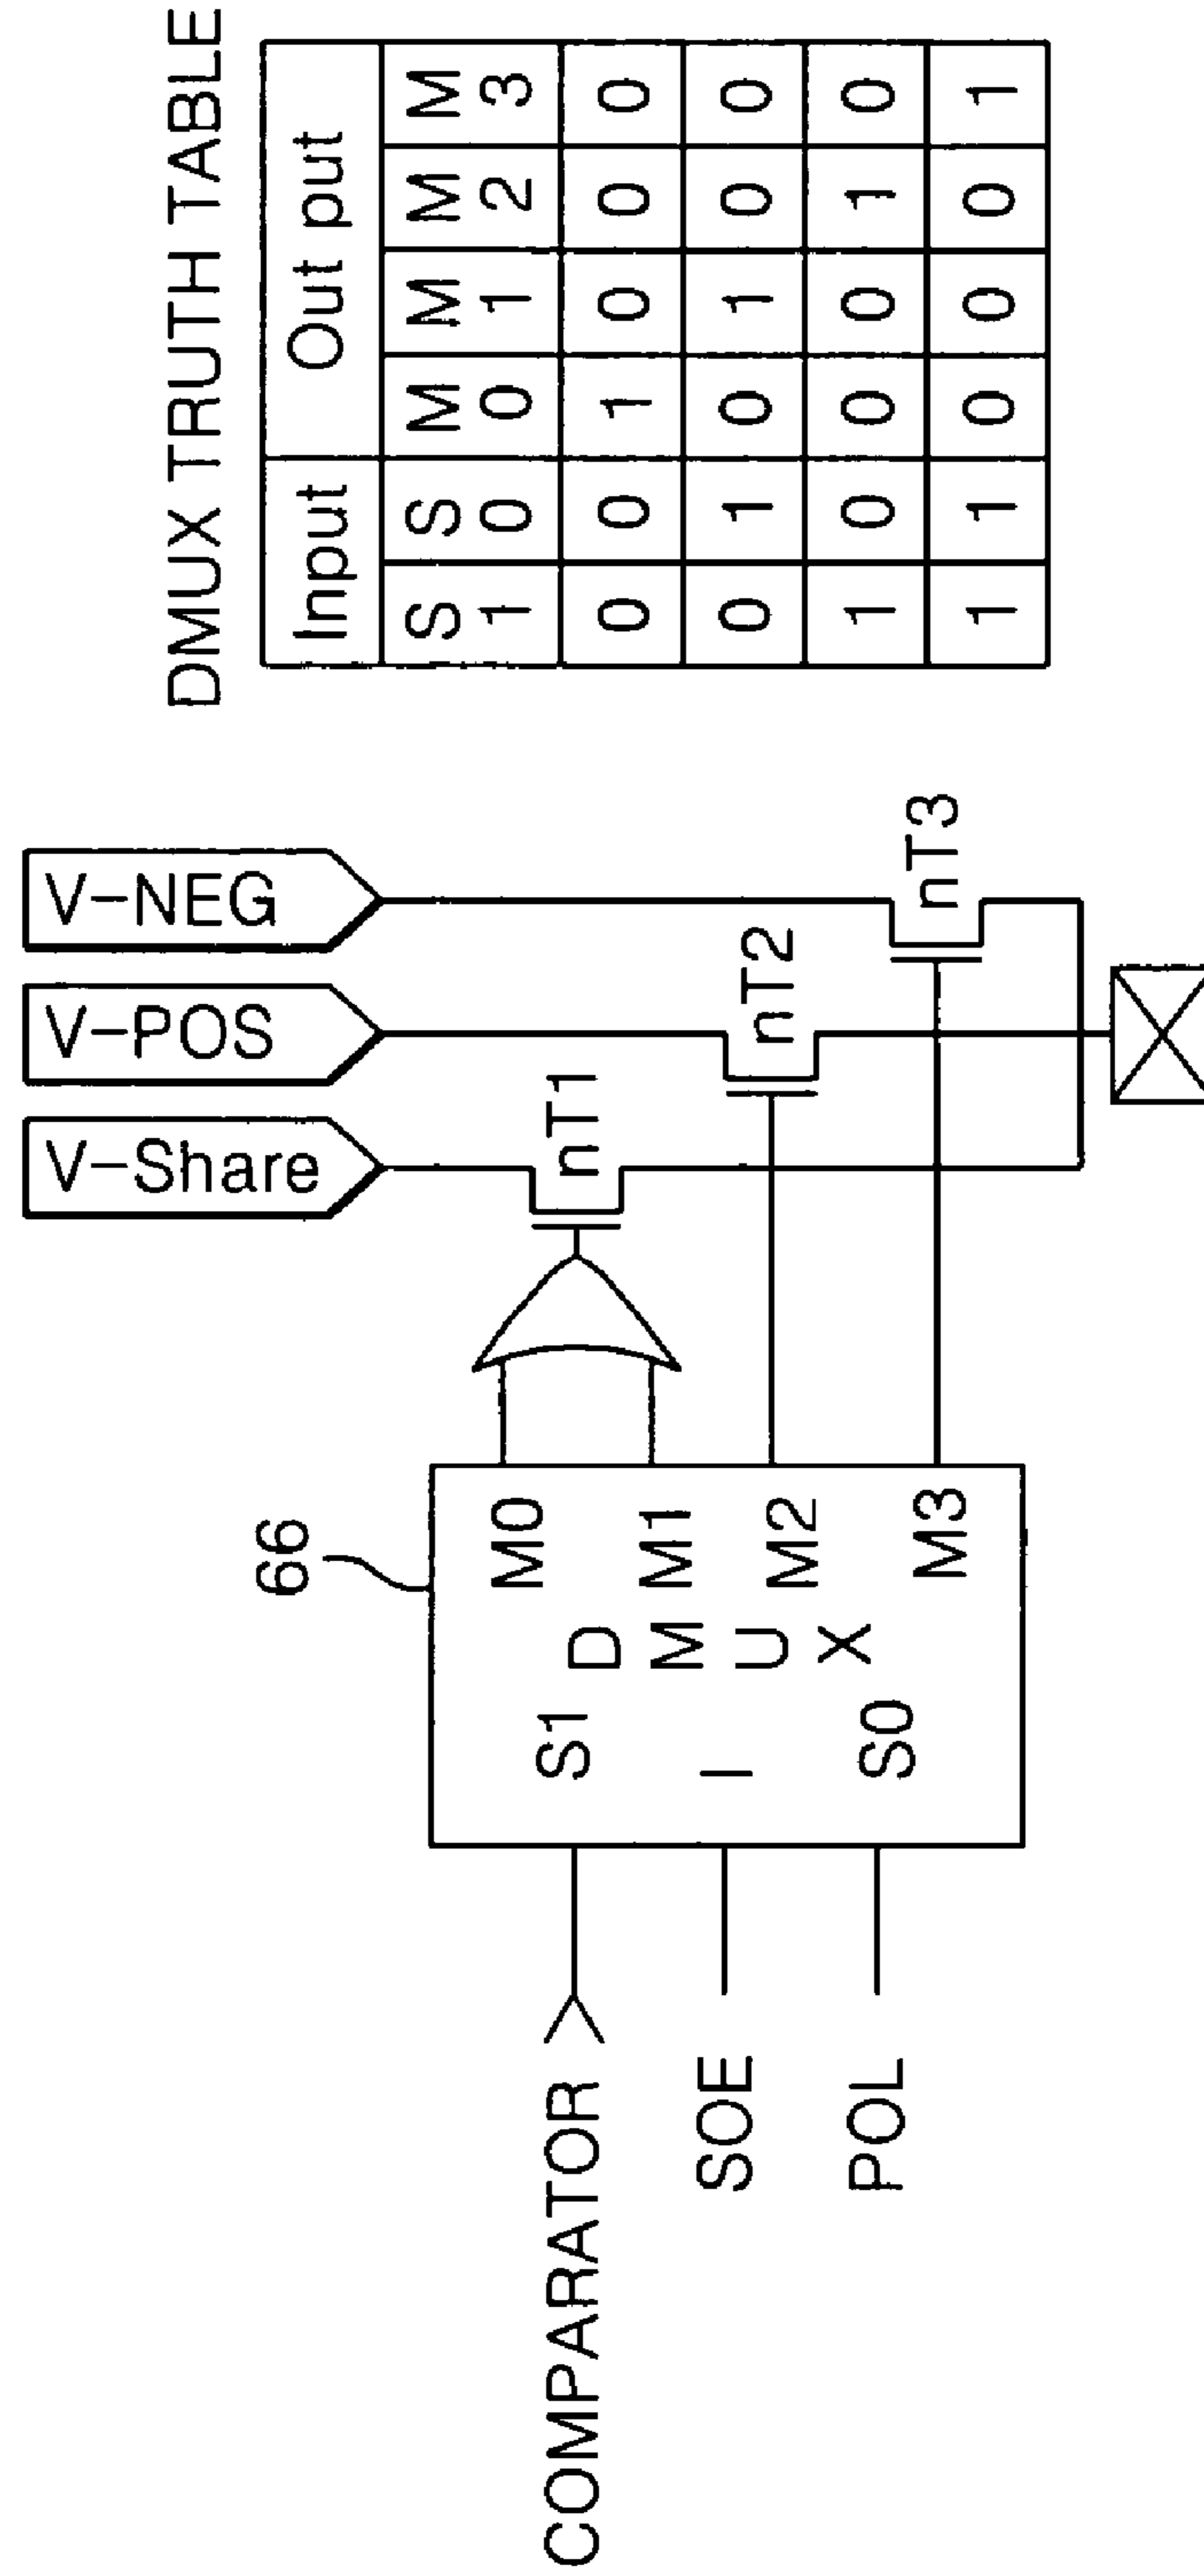 DMUX TRUTH TABLE
Input Out put
S1 S0 M0 M1 M2 M3
0 0 1 0 0 0
0 1 0 1 0 0
1 0 0 0 1 0
1 1 0 0 0 1
V-NEG
V-POS
V-Share
nT1
nT2
nT3
66
S1 M0
I DMUX M1
M2
S0 M3
COMPARATOR
SOE
POL